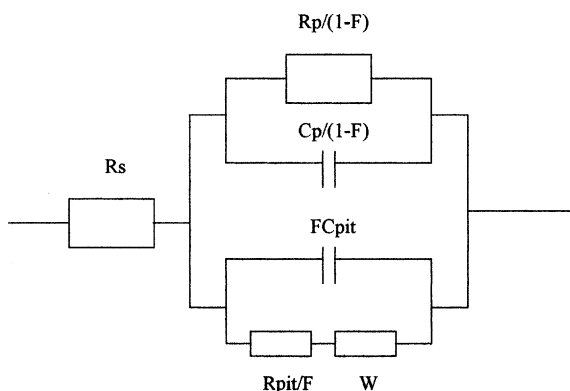 Rp/(1-F)
Cp/(1-F)
Rs
FCpit
Rpit/F
W